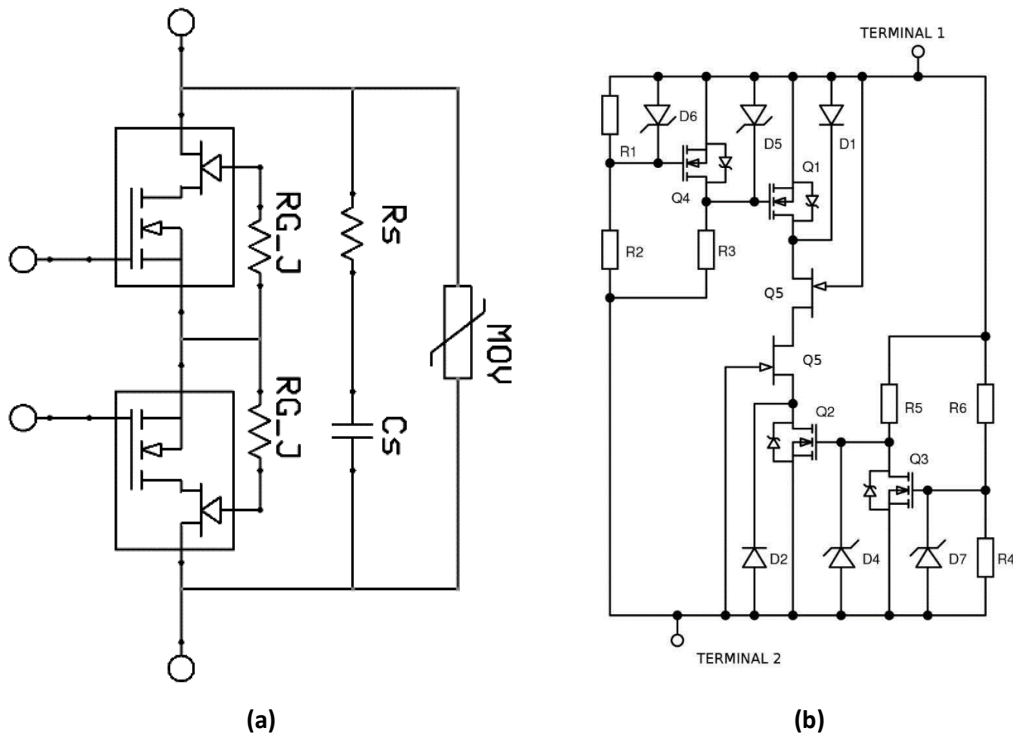 RG_J
Rs
MOV
RG_J
Cs
(a)
TERMINAL 1
D6
D5
D1
R1
Q1
Q4
R2
R3
Q5
Q5
Q2
R5
R6
Q3
D2
D4
D7
R4
TERMINAL 2
(b)